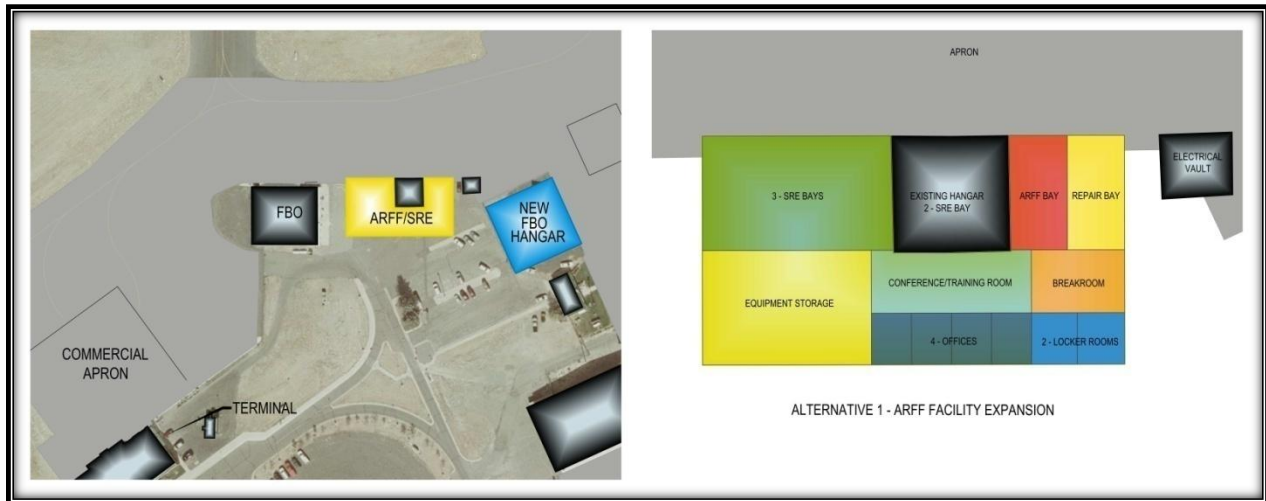 FBO
ARFF/SRE
NEW
FBO
HANGAR
COMMERCIAL
APRON
TERMINAL
APRON
3 - SRE BAYS
EXISTING HANGAR
2 - SRE BAY
ARFF BAY
REPAIR BAY
ELECTRICAL
VAULT
EQUIPMENT STORAGE
CONFERENCE/TRAINING ROOM
BREAKROOM
4 - OFFICES
2 - LOCKER ROOMS
ALTERNATIVE 1 - ARFF FACILITY EXPANSION